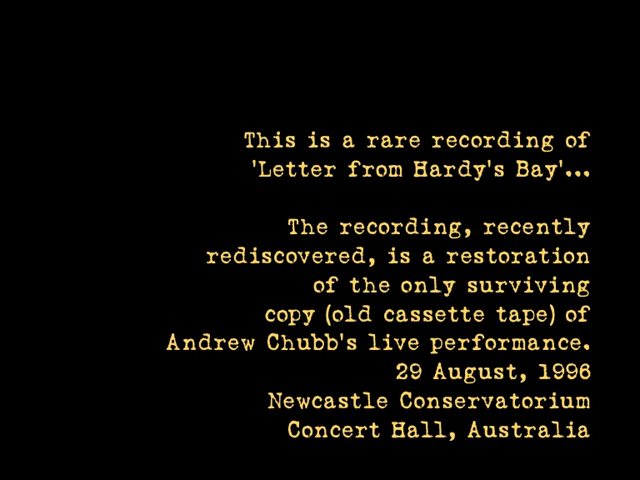 This is a rare recording of
'Letter from Hardy's Bay'...
The recording, recently
rediscovered, is a restoration
of the only surviving
copy (old cassette tape) of
Andrew Chubb's live performance.
29 August, 1996
Newcastle Conservatorium
Concert Hall, Australia